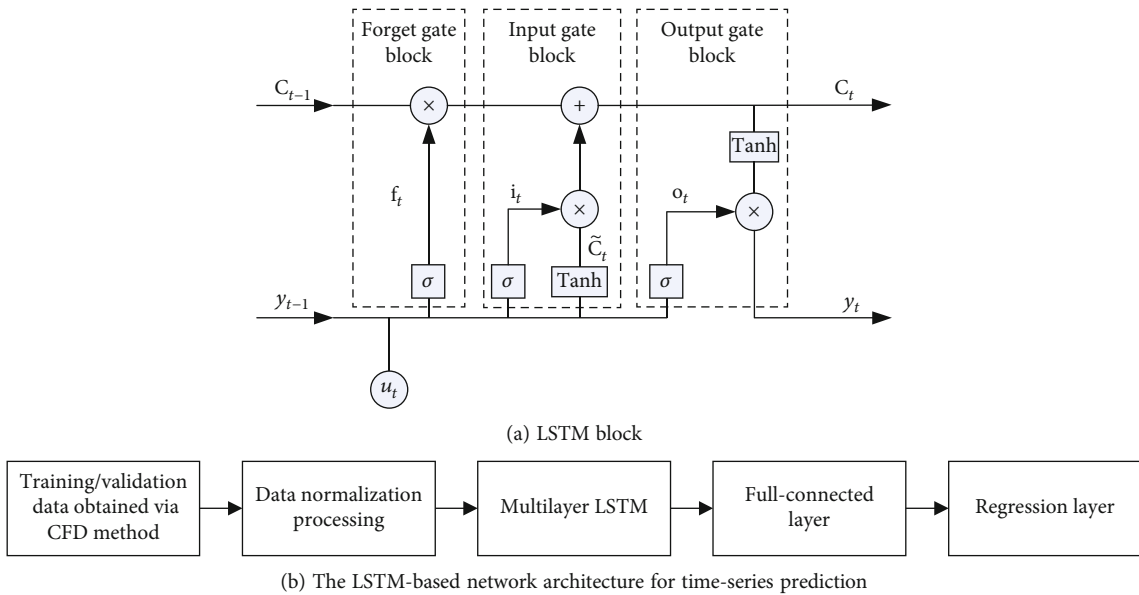 Forget gate
block
Input gate
block
Output gate
block
C_{t−1}
C_t
×
+
Tanh
f_t
i_t
×
o_t
×
C̃_t
σ
σ
Tanh
σ
y_{t−1}
y_t
u_t
(a) LSTM block
Training/validation
data obtained via
CFD method
Data normalization
processing
Multilayer LSTM
Full-connected
layer
Regression layer
(b) The LSTM-based network architecture for time-series prediction